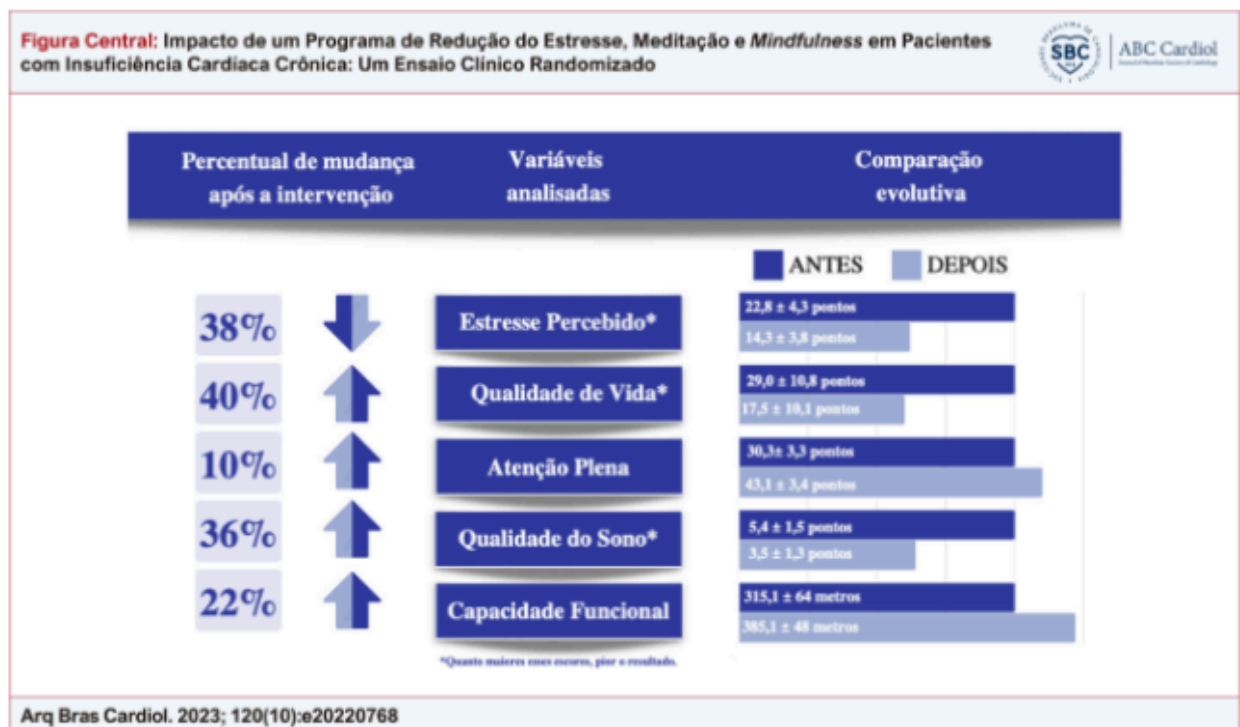 Figura Central: Impacto de um Programa de Redução do Estresse, Meditação e Mindfulness em Pacientes
com Insuficiência Cardíaca Crônica: Um Ensaio Clínico Randomizado
SBC
ABC Cardiol
Percentual de mudança
após a intervenção
Variáveis
analisadas
Comparação
evolutiva
ANTES
DEPOIS
38%
Estresse Percebido*
22,8 ± 4,3 pontos
14,3 ± 3,8 pontos
40%
Qualidade de Vida*
29,0 ± 10,8 pontos
17,5 ± 10,1 pontos
10%
Atenção Plena
30,3± 3,3 pontos
43,1 ± 3,4 pontos
36%
Qualidade do Sono*
5,4 ± 1,5 pontos
3,5 ± 1,3 pontos
22%
Capacidade Funcional
315,1 ± 64 metros
385,1 ± 48 metros
*Quanto maiores esses escores, pior o resultado.
Arq Bras Cardiol. 2023; 120(10):e20220768